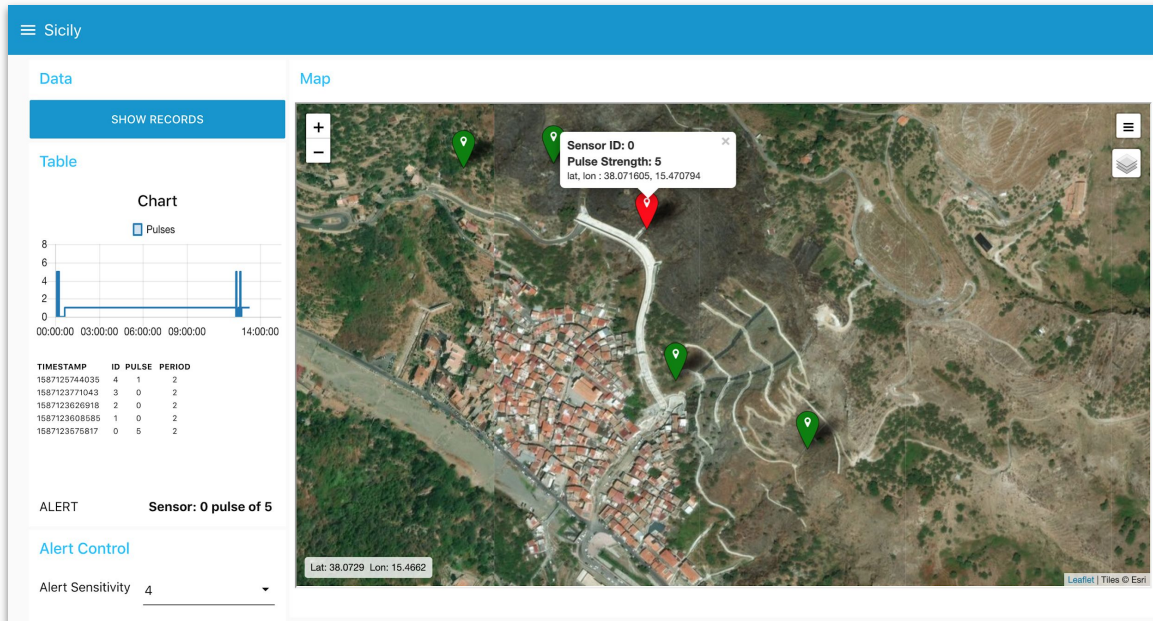 Sicily
Data
SHOW RECORDS
Table
Chart
Pulses
8
6
4
2
0
00:00:00 03:00:00 06:00:00 09:00:00 14:00:00
TIMESTAMP ID PULSE PERIOD
1587125744035 4 1 2
1587123771043 3 0 2
1587123626918 2 0 2
1587123608585 1 0 2
1587123575817 0 5 2
ALERT Sensor: 0 pulse of 5
Alert Control
Alert Sensitivity 4
Map
+
−
Sensor ID: 0 ×
Pulse Strength: 5
lat, lon : 38.071605, 15.470794
Lat: 38.0729 Lon: 15.4662
Leaflet | Tiles © Esri